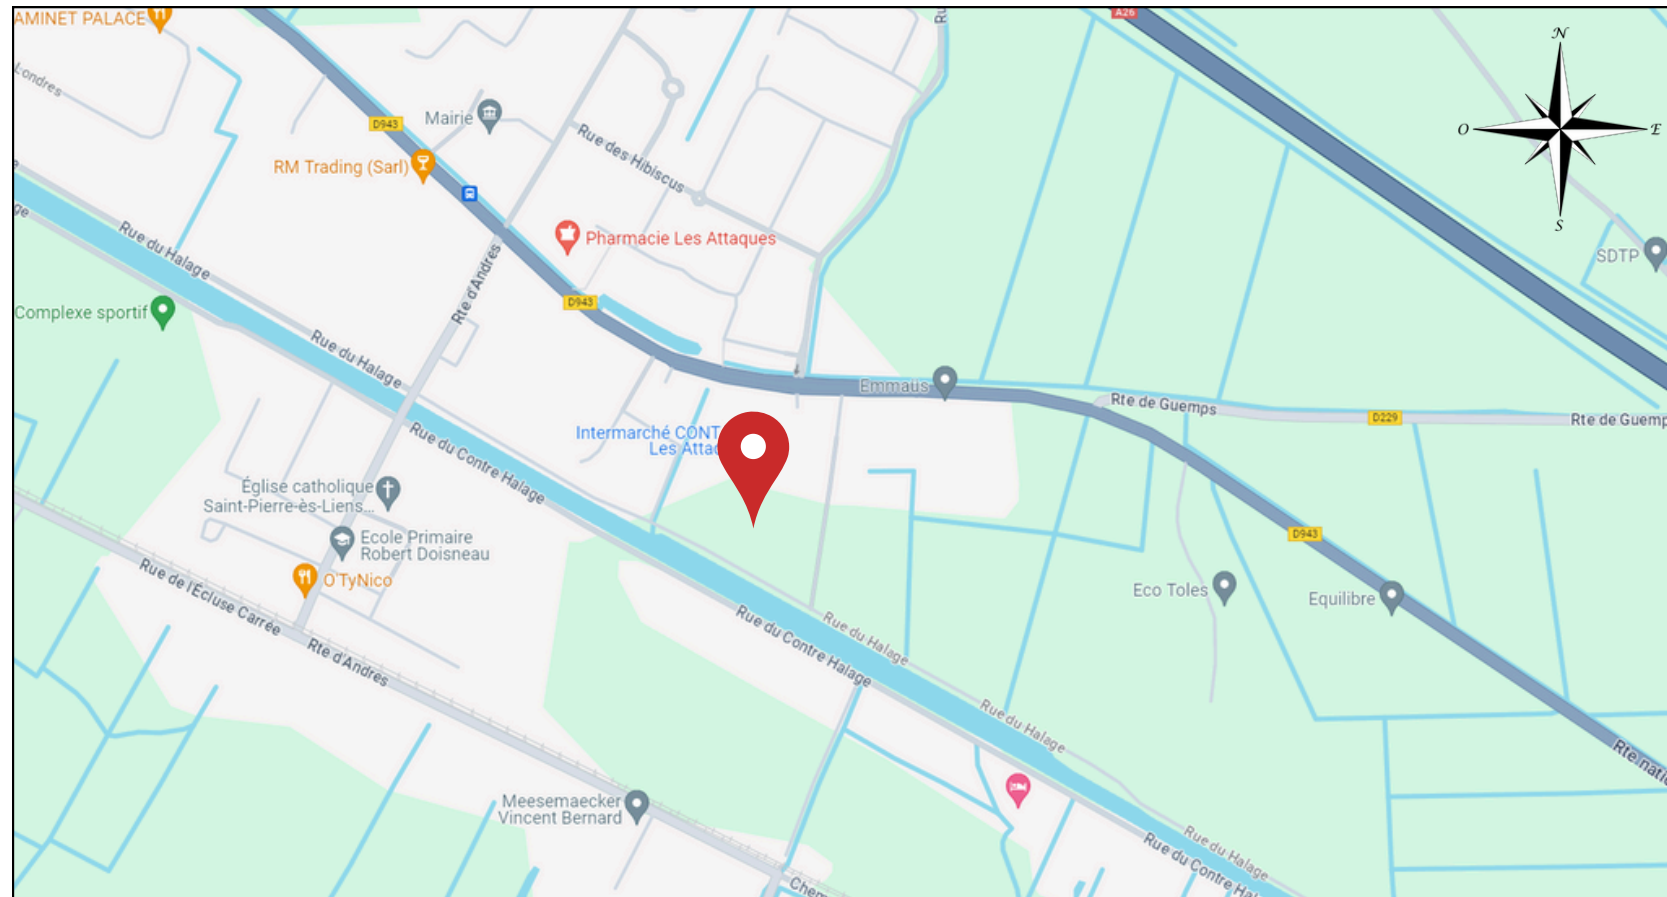 AMINET PALACE
A26
N
O
E
S
Londres
D943
Mairie
RM Trading (Sarl)
Rue des Hibiscus
Pharmacie Les Attaques
SDTP
Rue du Halage
Rte d'Andres
Complexe sportif
D943
Rue du Halage
Emmaüs
Rte de Guemps
D229
Rte de Guemp
Intermarché CONT
Les Attac
Rue du Contre Halage
Église catholique
Saint-Pierre-ès-Liens...
Ecole Primaire
Robert Doisneau
O'TyNico
D943
Eco Toles
Equilibre
Rue de l'Écluse Carrée
Rte d'Andres
Rue du Contre Halage
Rue du Halage
Rue du Halage
Rte natio
Meesemaecker
Vincent Bernard
Rue du Halage
Rue du Contre Hal
Chem